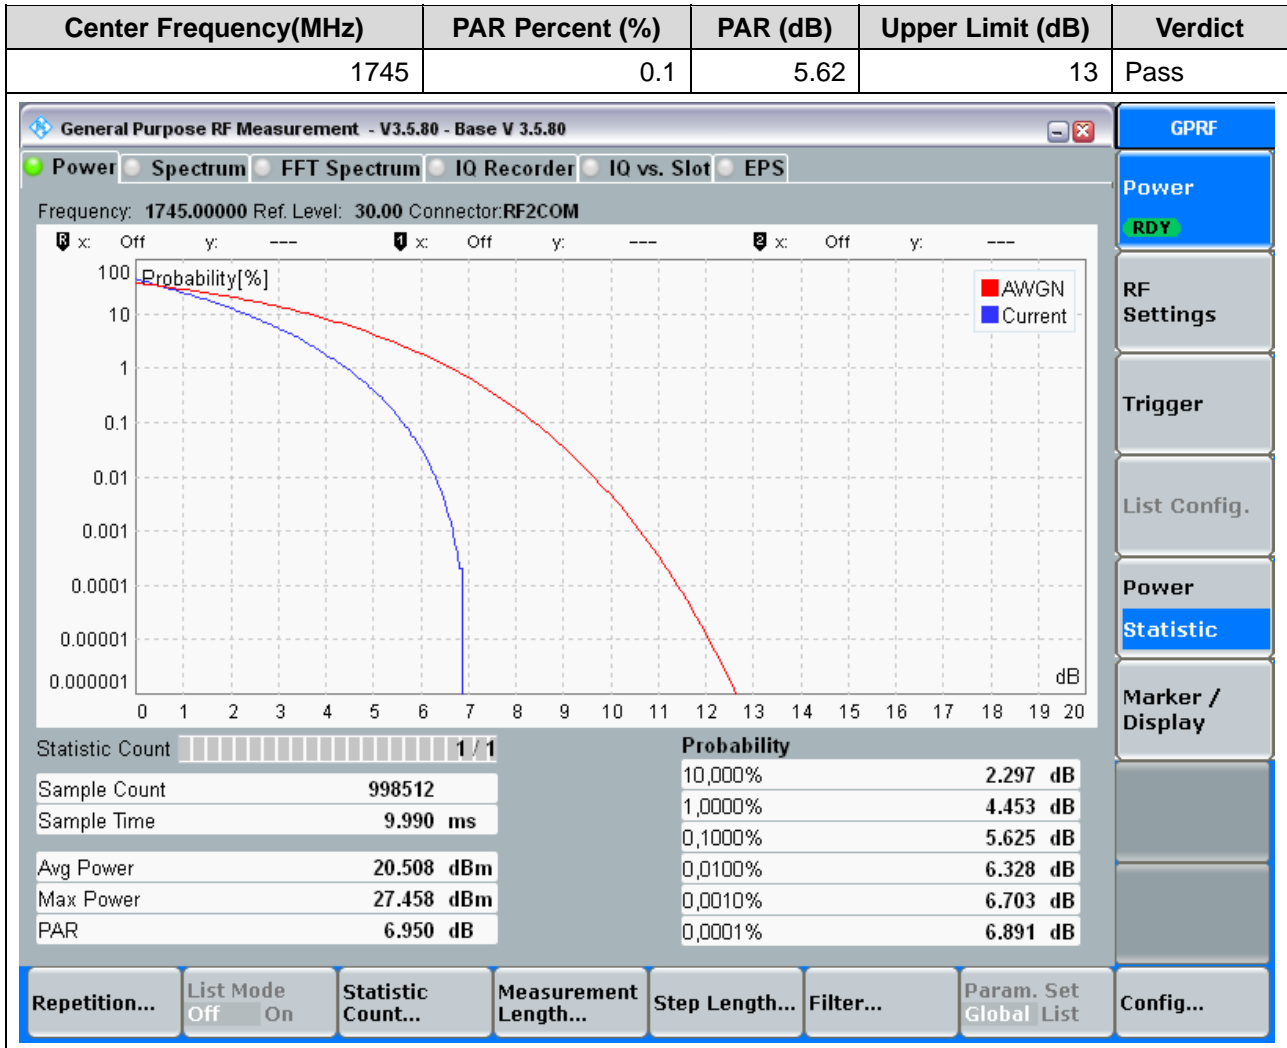 Center Frequency(MHz) PAR Percent (%) PAR (dB) Upper Limit (dB) Verdict
1745 0.1 5.62 13 Pass
General Purpose RF Measurement - V3.5.80 - Base V 3.5.80
GPRF
Power Spectrum FFT Spectrum IQ Recorder IQ vs. Slot EPS
Frequency: 1745.00000 Ref. Level: 30.00 Connector:RF2COM
R x: Off y: --- 1 x: Off y: --- 2 x: Off y: ---
Probability[%]
AWGN
Current
100
10
1
0.1
0.01
0.001
0.0001
0.00001
0.000001
dB
0 1 2 3 4 5 6 7 8 9 10 11 12 13 14 15 16 17 18 19 20
Statistic Count 1 / 1
Sample Count 998512
Sample Time 9.990 ms
Avg Power 20.508 dBm
Max Power 27.458 dBm
PAR 6.950 dB
Probability
10,000% 2.297 dB
1,0000% 4.453 dB
0,1000% 5.625 dB
0,0100% 6.328 dB
0,0010% 6.703 dB
0,0001% 6.891 dB
Power
RDY
RF
Settings
Trigger
List Config.
Power
Statistic
Marker /
Display
Repetition...
List Mode
Off On
Statistic
Count...
Measurement
Length...
Step Length...
Filter...
Param. Set
Global List
Config...